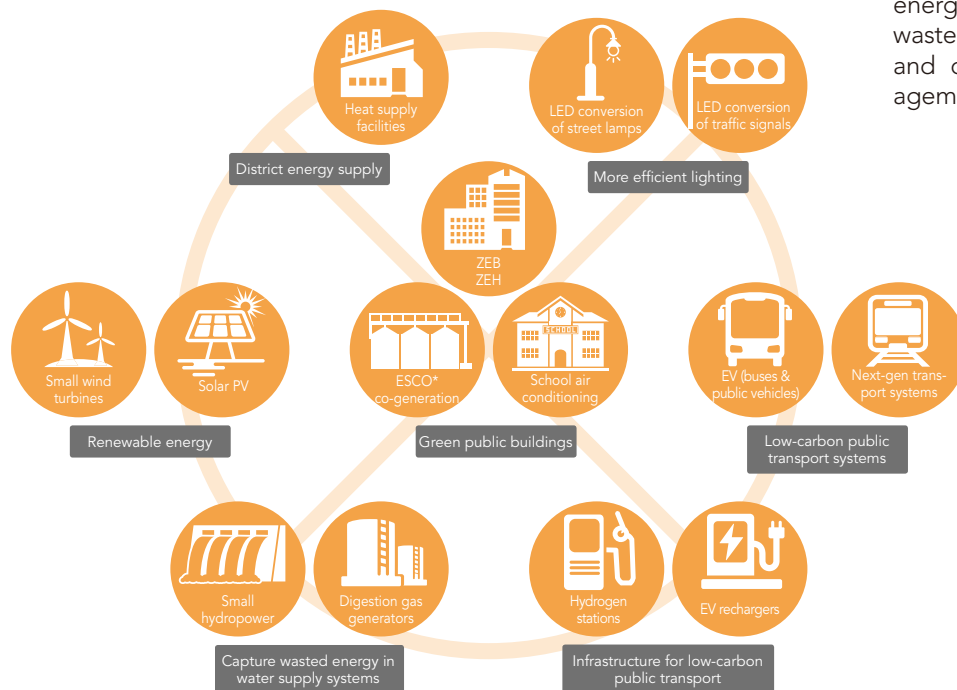 energ
waste
and c
agem
Heat supply
facilities
LED conversion
of street lamps
LED conversion
of traffic signals
District energy supply
More efficient lighting
ZEB
ZEH
Small wind
turbines
Solar PV
ESCO*
co-generation
SCHOOL
School air
conditioning
EV (buses &
public vehicles)
Next-gen trans-
port systems
Renewable energy
Green public buildings
Low-carbon public
transport systems
Small
hydropower
Digestion gas
generators
Hydrogen
stations
EV rechargers
Capture wasted energy in
water supply systems
Infrastructure for low-carbon
public transport